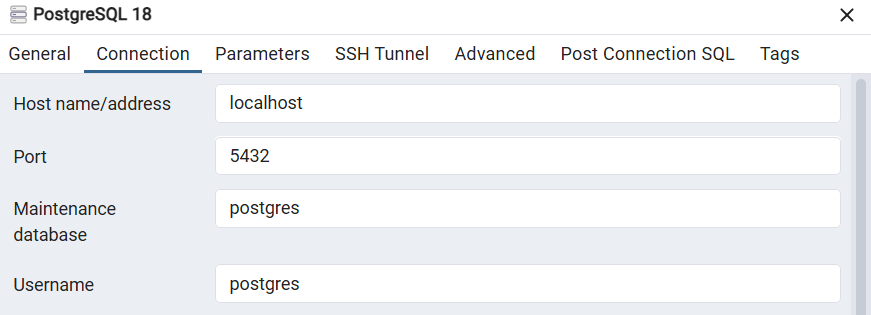 PostgreSQL 18
General Connection Parameters SSH Tunnel Advanced Post Connection SQL Tags
Host name/address localhost
Port 5432
Maintenance
database
postgres
Username postgres